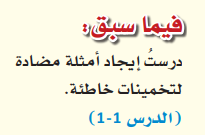 فيما سبق:
درستُ إيجاد أمثلة مضادة
لتخمينات خاطئة.
(الدرس 1-1)